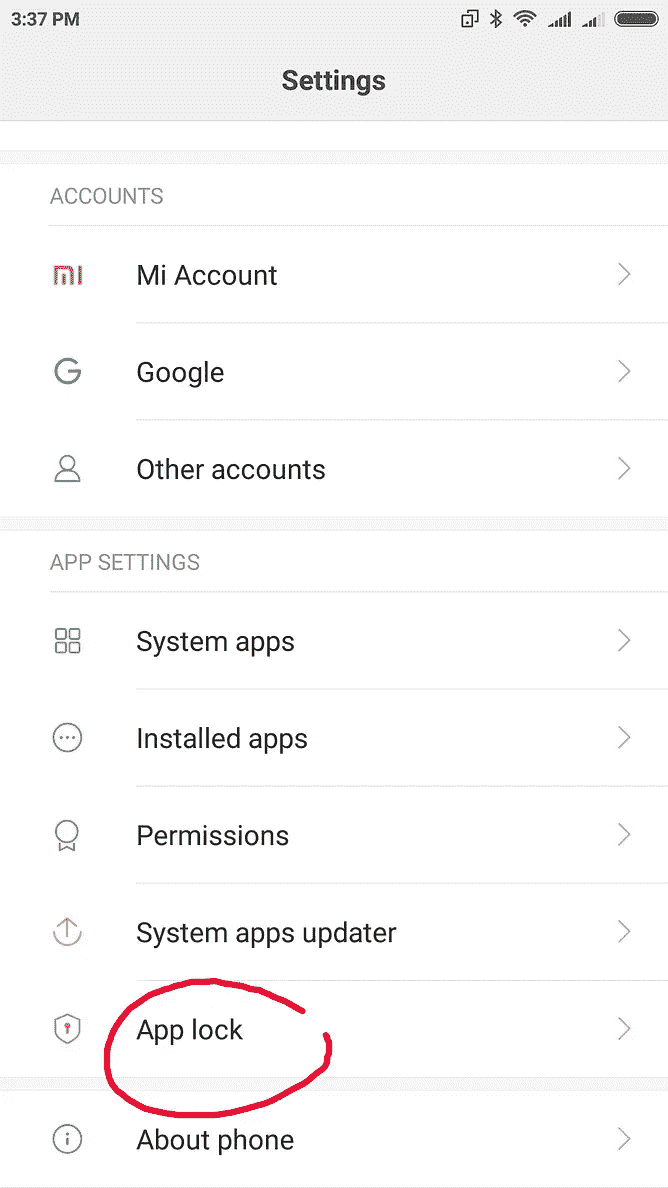 3:37 PM
Settings
ACCOUNTS
Mi Account
Google
Other accounts
APP SETTINGS
System apps
Installed apps
Permissions
System apps updater
App lock
About phone